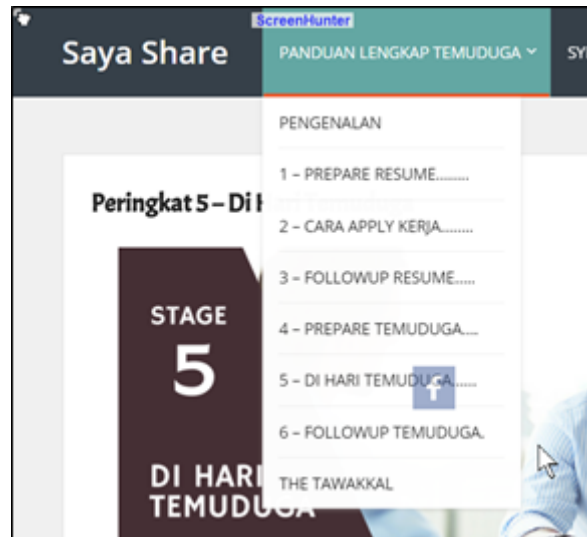 ScreenHunter
Saya Share
PANDUAN LENGKAP TEMUDUGA
PENGENALAN
1 – PREPARE RESUME........
2 – CARA APPLY KERJA........
3 – FOLLOWUP RESUME.....
4 – PREPARE TEMUDUGA....
5 – DI HARI TEMUDUGA......
6 – FOLLOWUP TEMUDUGA.
THE TAWAKKAL
Peringkat 5 – Di
STAGE
5
DI HARI
TEMUDUGA